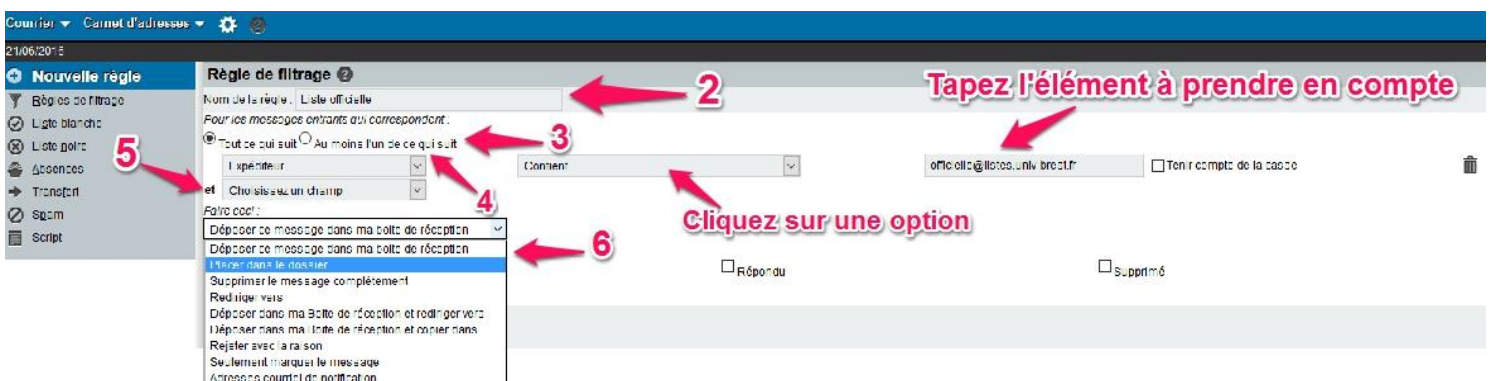 Courrier Carnet d'adresses
21/06/2015
Nouvelle règle
Règles de filtrage
Liste blanche
Liste noire
Absences
Transfert
Spam
Script
Règle de filtrage
Nom de la règle : Liste officielle
2
Pour les messages entrants qui correspondent :
Tout ce qui suit Au moins l'un de ce qui suit
3
Tapez l'élément à prendre en compte
Expéditeur Contient officielle@listes.univ-brest.fr Tenir compte de la casse
5
et Choisissez un champ
4
Cliquez sur une option
Faire ceci :
Déposer ce message dans ma boîte de réception
6
Déposer ce message dans ma boîte de réception
Placer dans le dossier
Répondu Supprimé
Supprimer le message complètement
Rediriger vers
Déposer dans ma Boîte de réception et rediriger vers
Déposer dans ma Boîte de réception et copier dans
Rejeter avec la raison
Seulement marquer le message
Adresses courriel de notification